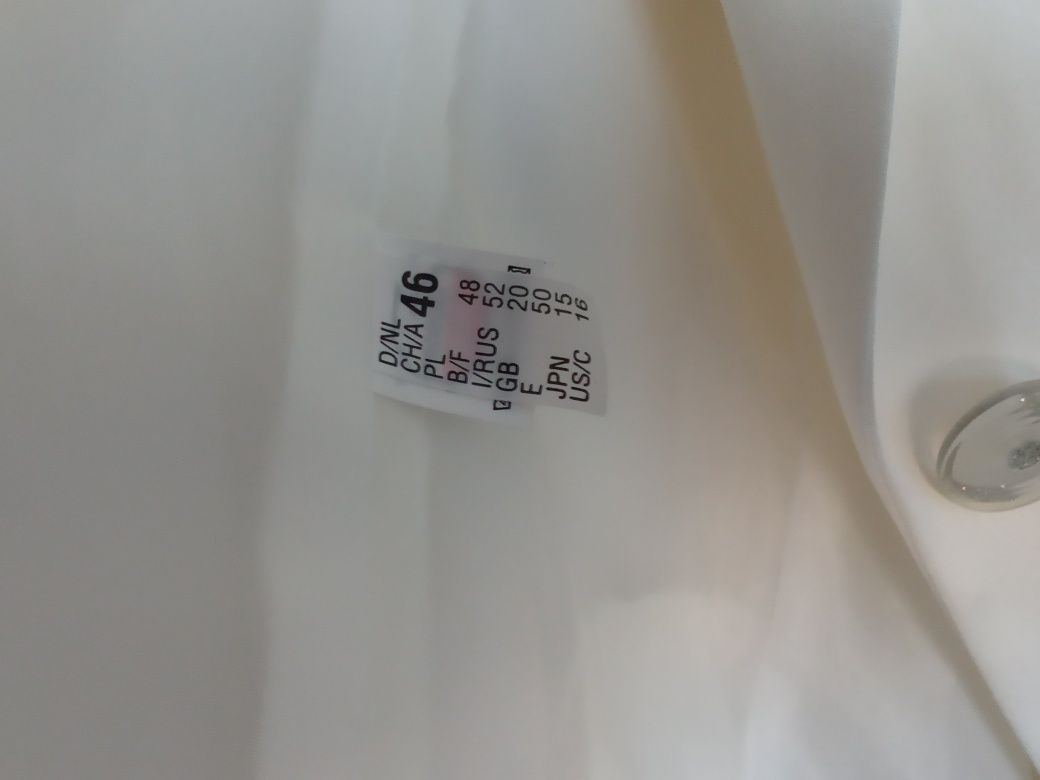 D/NL
CH/A 46
PL
B/F 48
I/RUS 52
GB 20
E 50
JPN 15
US/C 16